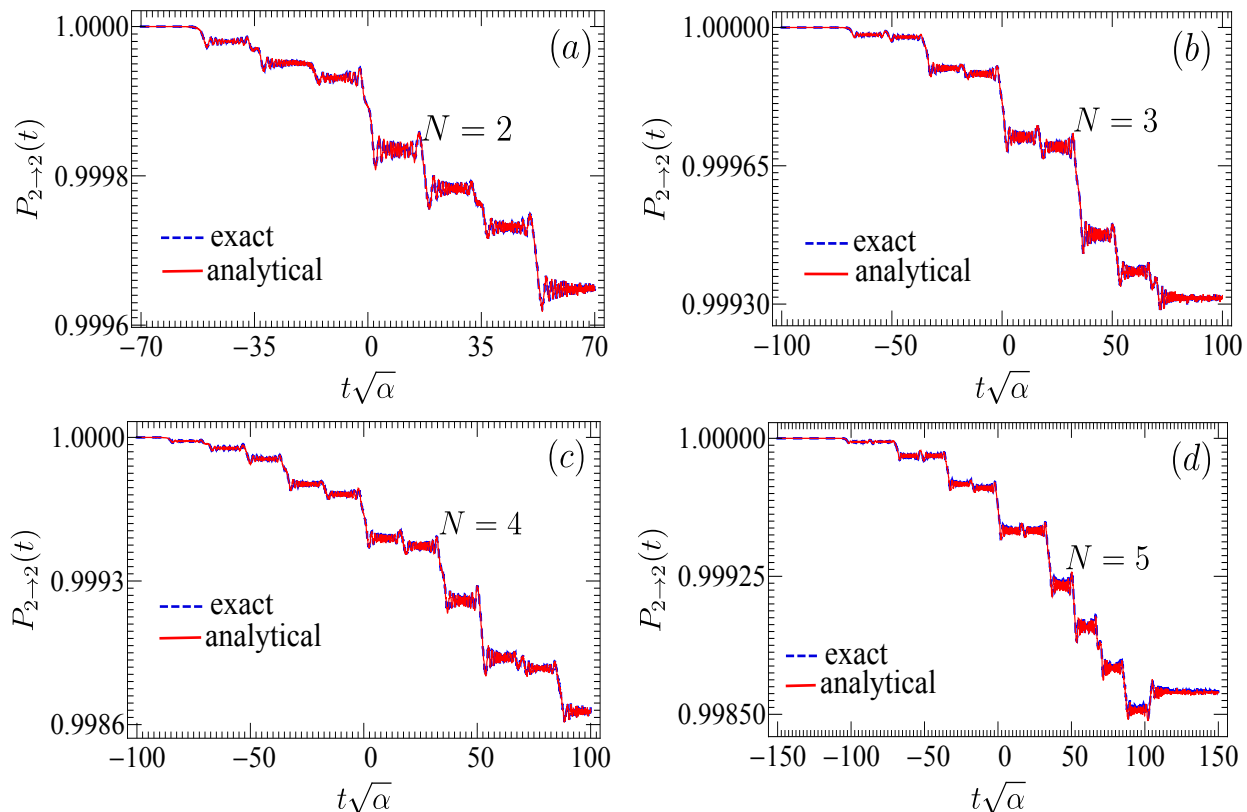 (a)
1.0000
0.9998
0.9996
P2→2(t)
N = 2
exact
analytical
−70 −35 0 35 70
t√α
(b)
1.00000
0.99965
0.99930
P2→2(t)
N = 3
exact
analytical
−100 −50 0 50 100
t√α
(c)
1.0000
0.9993
0.9986
P2→2(t)
N = 4
exact
analytical
−100 −50 0 50 100
t√α
(d)
1.00000
0.99925
0.99850
P2→2(t)
N = 5
exact
analytical
−150 −100 −50 0 50 100 150
t√α